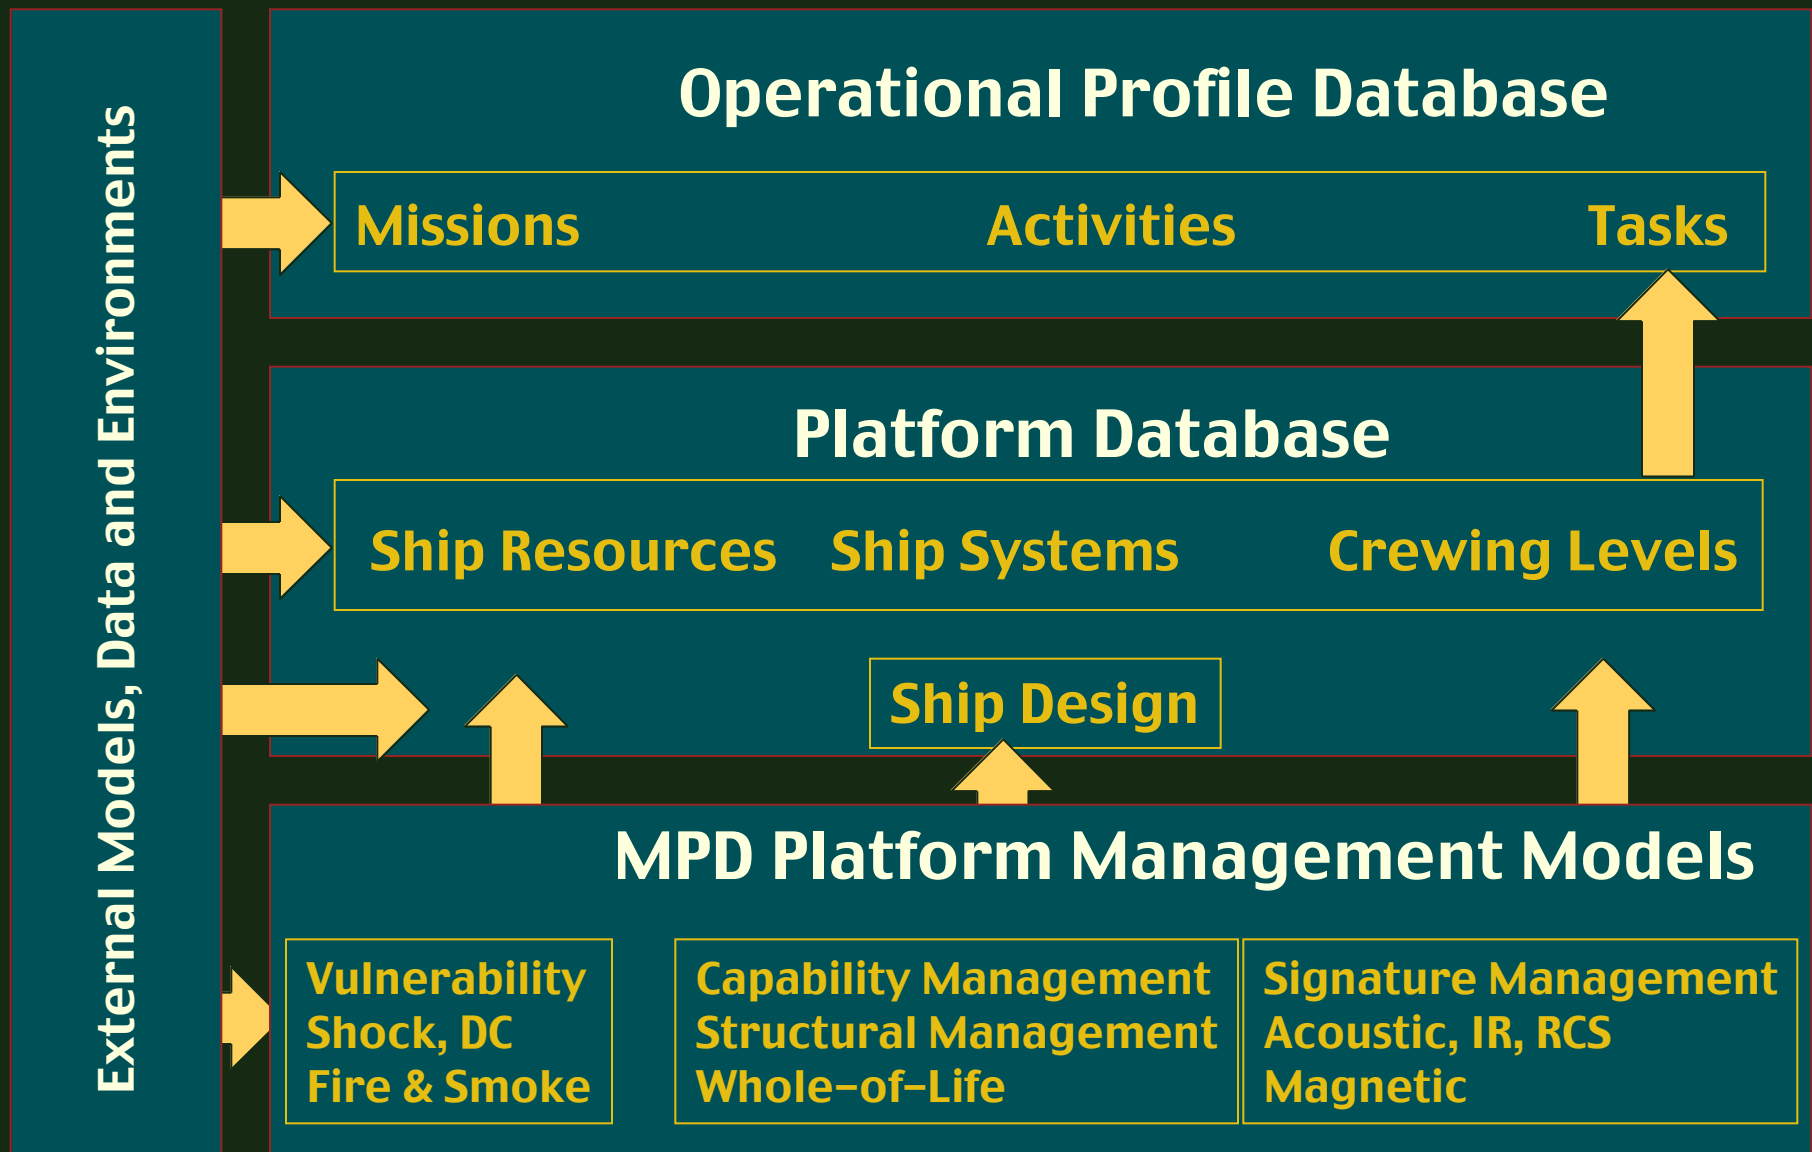 External Models, Data and Environments
Operational Profile Database
Missions Activities Tasks
Platform Database
Ship Resources Ship Systems Crewing Levels
Ship Design
MPD Platform Management Models
Vulnerability
Shock, DC
Fire & Smoke
Capability Management
Structural Management
Whole-of-Life
Signature Management
Acoustic, IR, RCS
Magnetic